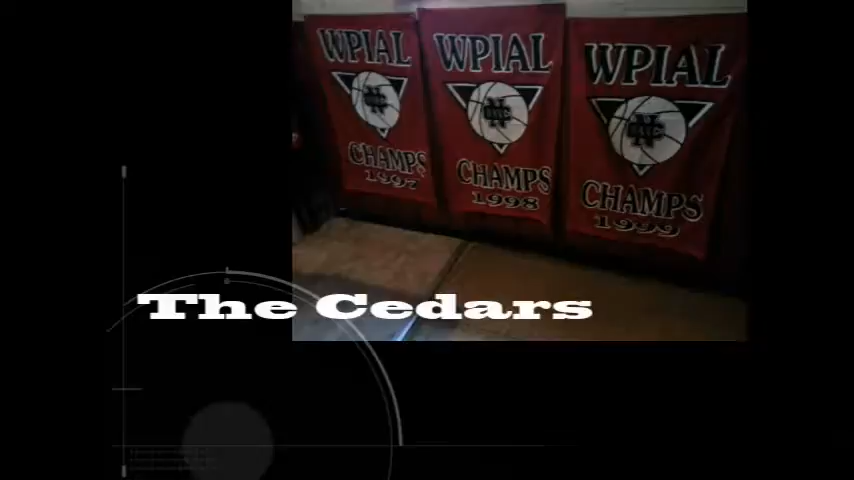 WPIAL
CHAMPS
1997
WPIAL
CHAMPS
1998
WPIAL
CHAMPS
1999
The Cedars